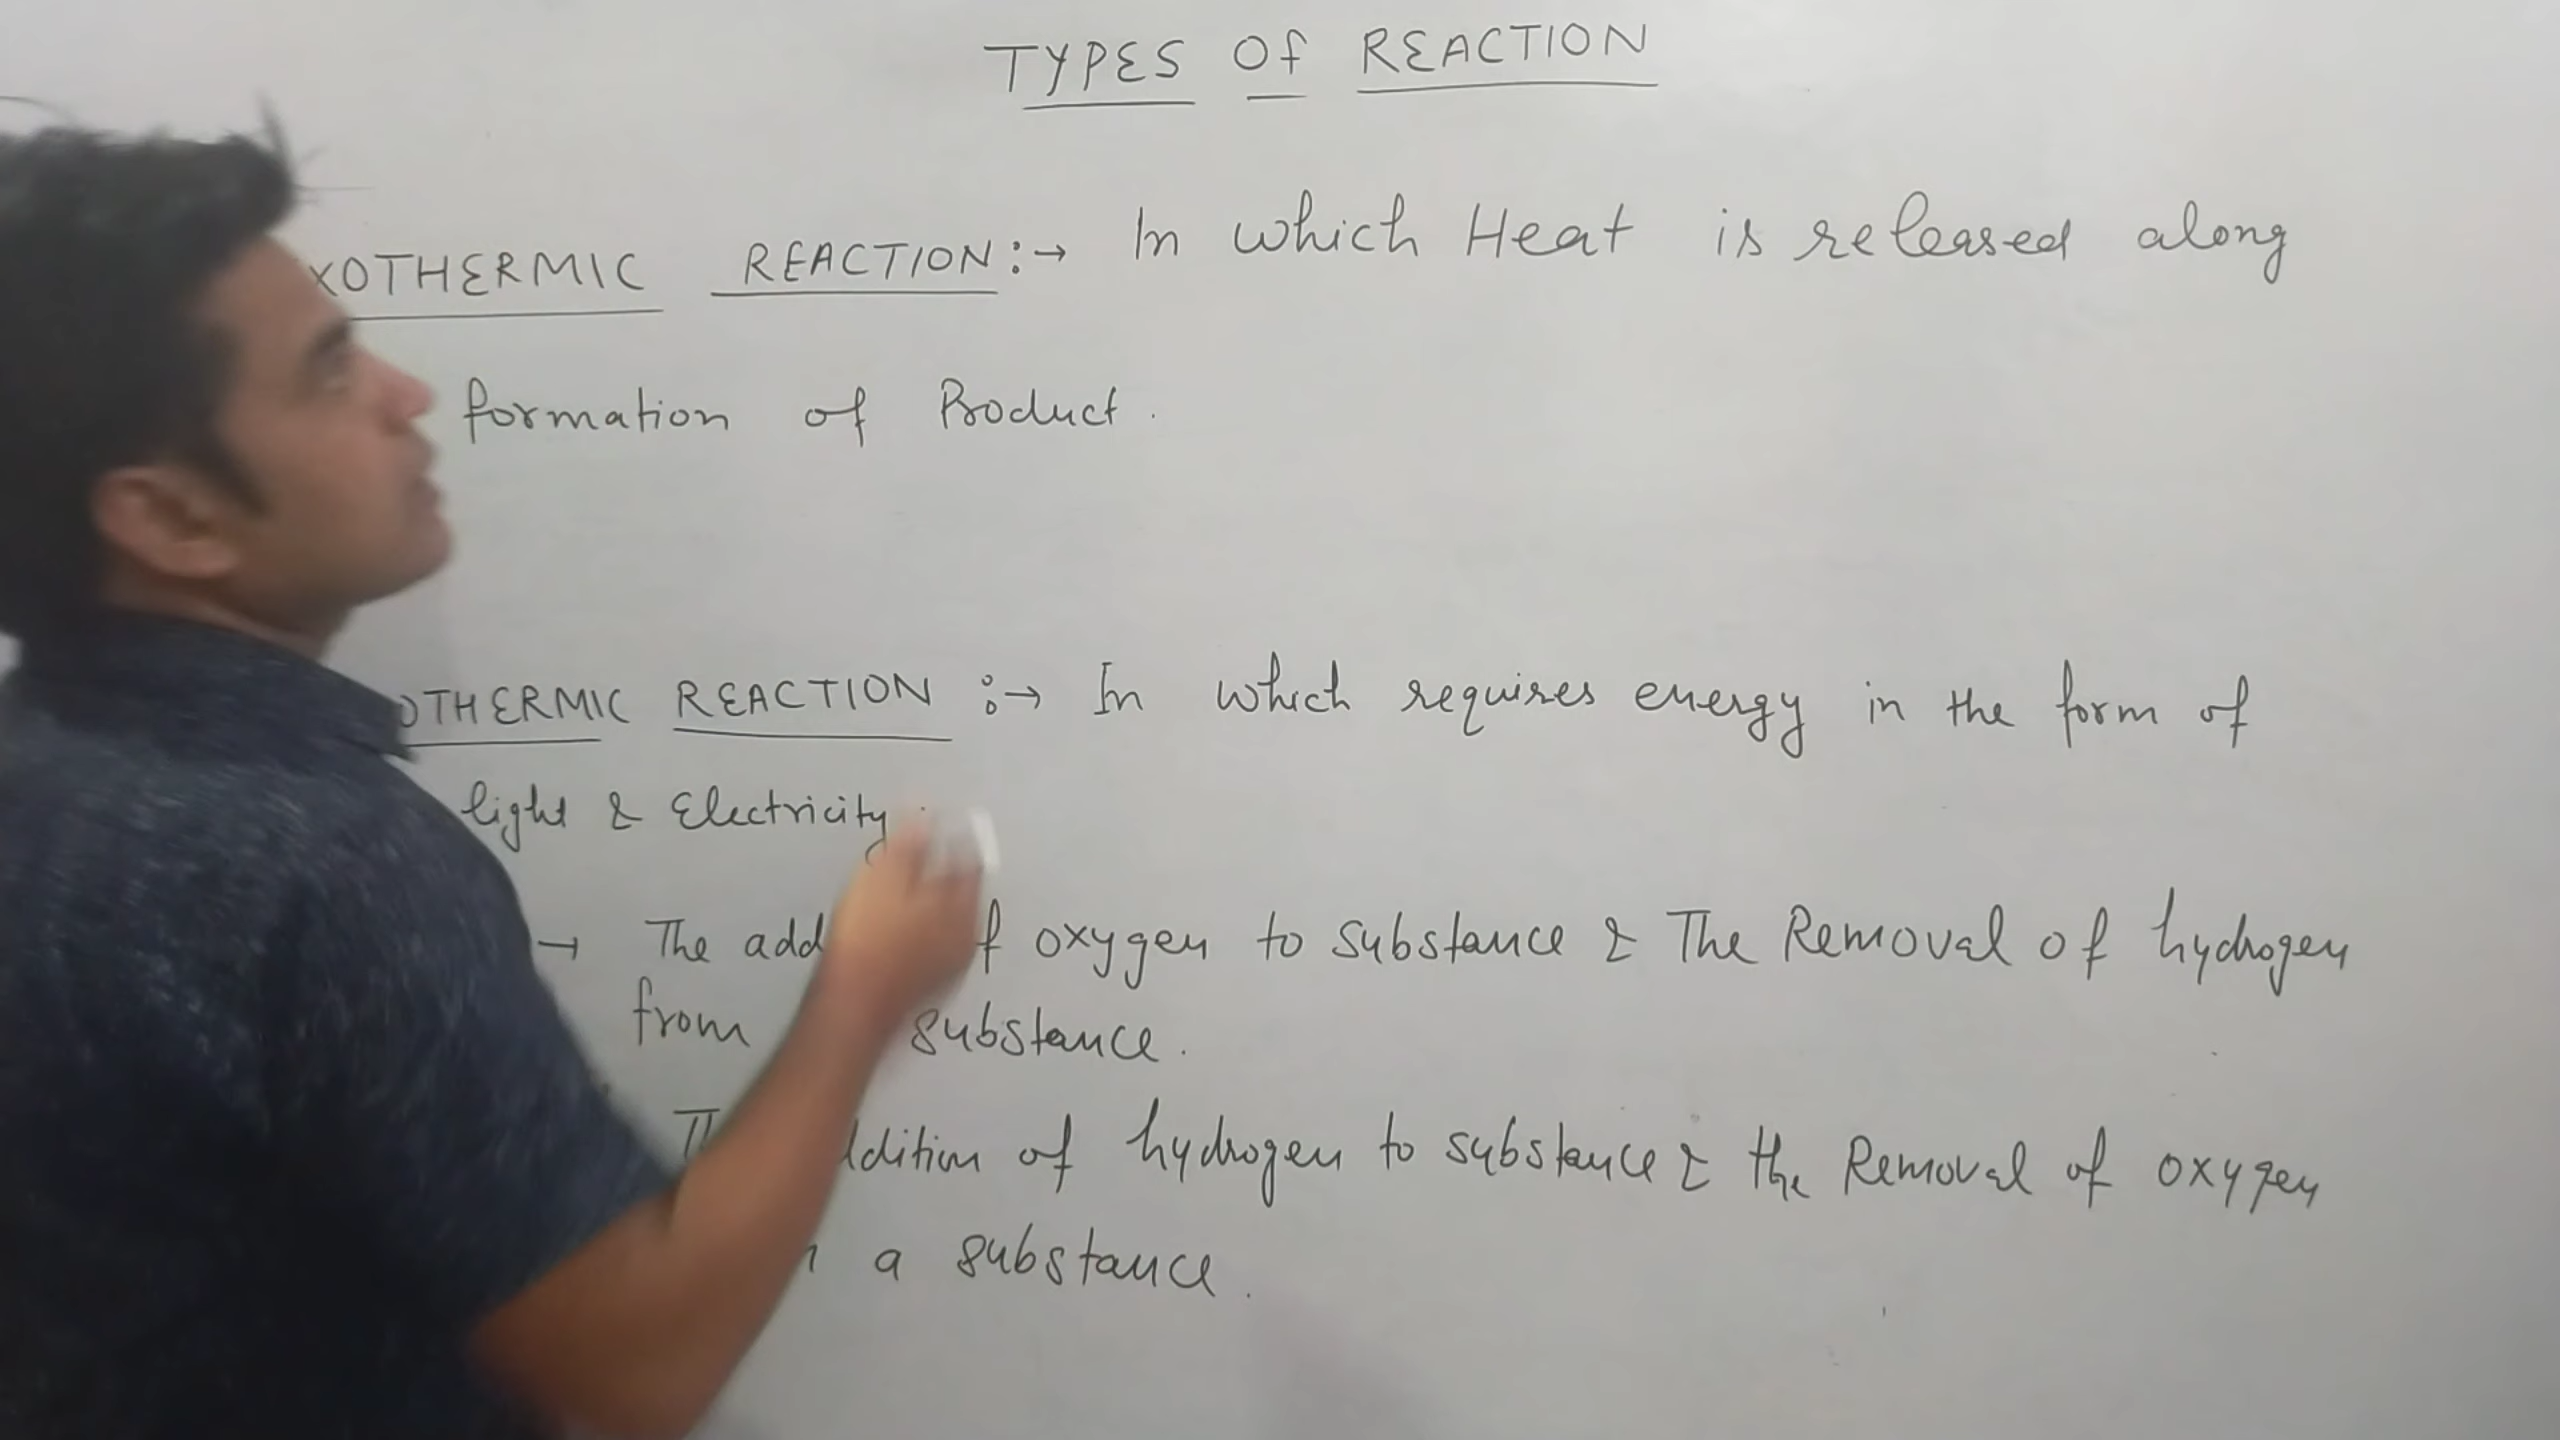 TYPES Of REACTION
XOTHERMIC REACTION:→ In which Heat is released along
formation of Product.
OTHERMIC REACTION :→ In which requires energy in the form of
light & Electricity
→ The add f oxygen to substance & The Removal of hydrogen
from substance.
ddition of hydrogen to substance & the Removal of oxygen
a substance.